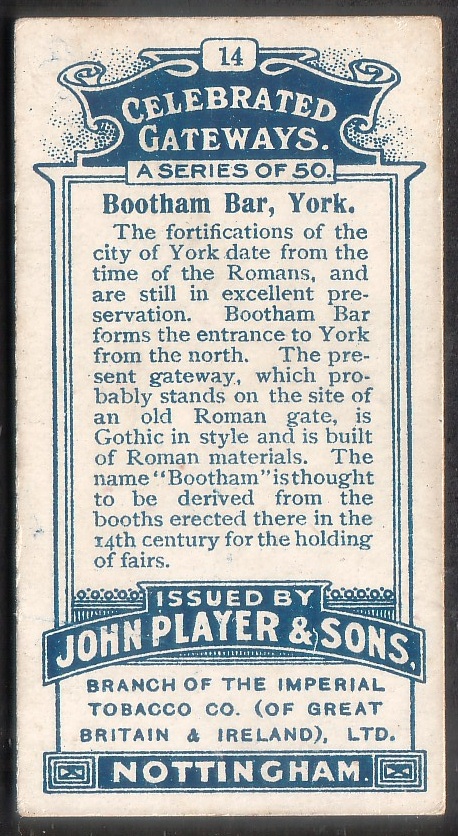 14
CELEBRATED
GATEWAYS.
A SERIES OF 50.
Bootham Bar, York.
The fortifications of the
city of York date from the
time of the Romans, and
are still in excellent pre-
servation. Bootham Bar
forms the entrance to York
from the north. The pre-
sent gateway, which pro-
bably stands on the site of
an old Roman gate, is
Gothic in style and is built
of Roman materials. The
name "Bootham" is thought
to be derived from the
booths erected there in the
14th century for the holding
of fairs.
ISSUED BY
JOHN PLAYER & SONS,
BRANCH OF THE IMPERIAL
TOBACCO CO. (OF GREAT
BRITAIN & IRELAND), LTD.
NOTTINGHAM.